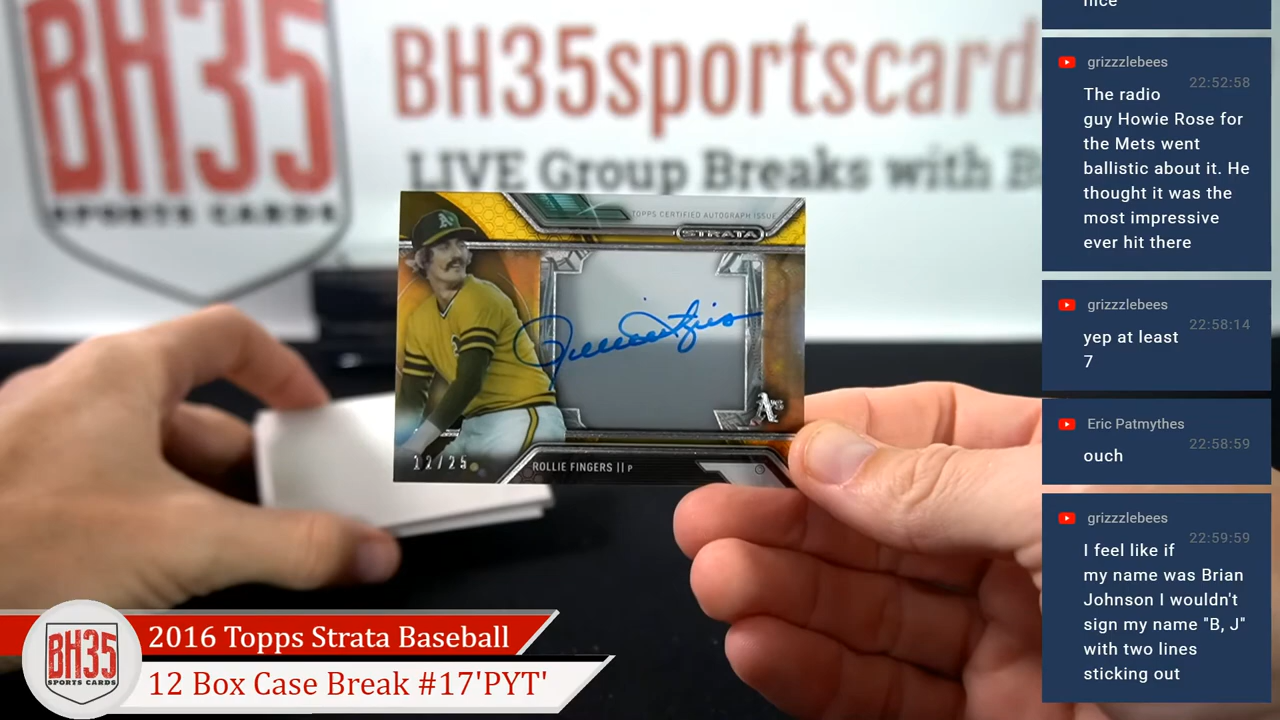 BH35
SPORTS CARDS
BH35sportscard
LIVE Group Breaks with B
TOPPS CERTIFIED AUTOGRAPH ISSUE
STRATA
A's
A's
12/25
ROLLIE FINGERS || P
BH35
SPORTS CARDS
2016 Topps Strata Baseball
12 Box Case Break #17'PYT'
nice
grizzzlebees
22:52:58
The radio
guy Howie Rose for
the Mets went
ballistic about it. He
thought it was the
most impressive
ever hit there
grizzzlebees
22:58:14
yep at least
7
Eric Patmythes
22:58:59
ouch
grizzzlebees
22:59:59
I feel like if
my name was Brian
Johnson I wouldn't
sign my name "B, J"
with two lines
sticking out